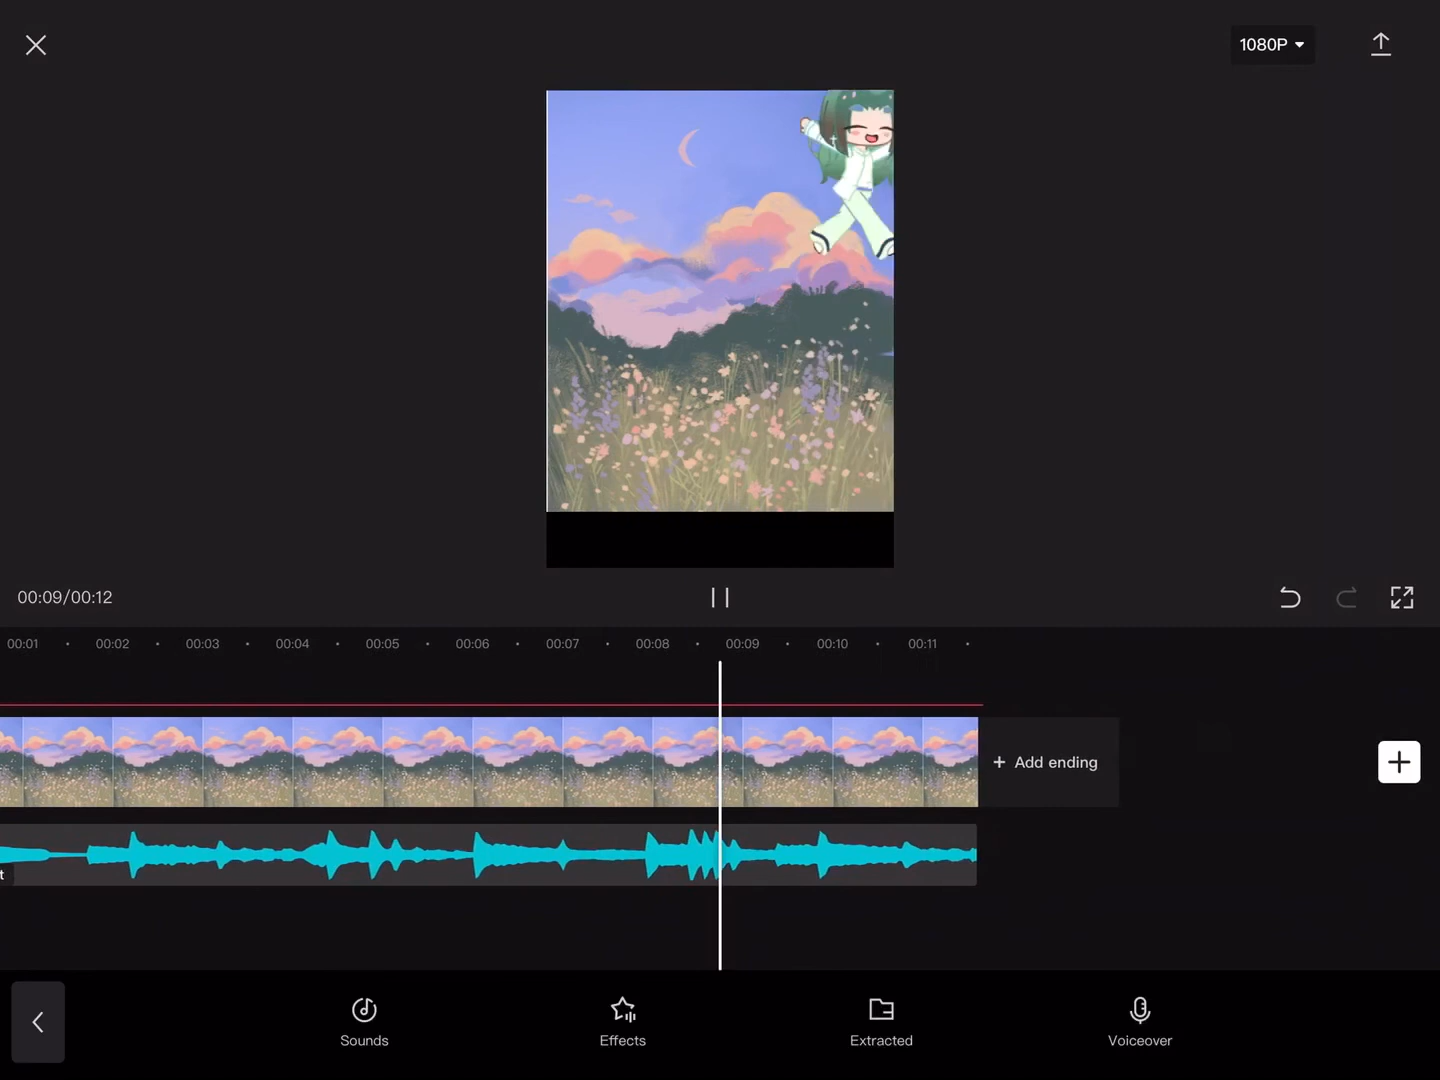 1080P
00:09/00:12
00:01 00:02 00:03 00:04 00:05 00:06 00:07 00:08 00:09 00:10 00:11
+ Add ending
t
Sounds Effects Extracted Voiceover